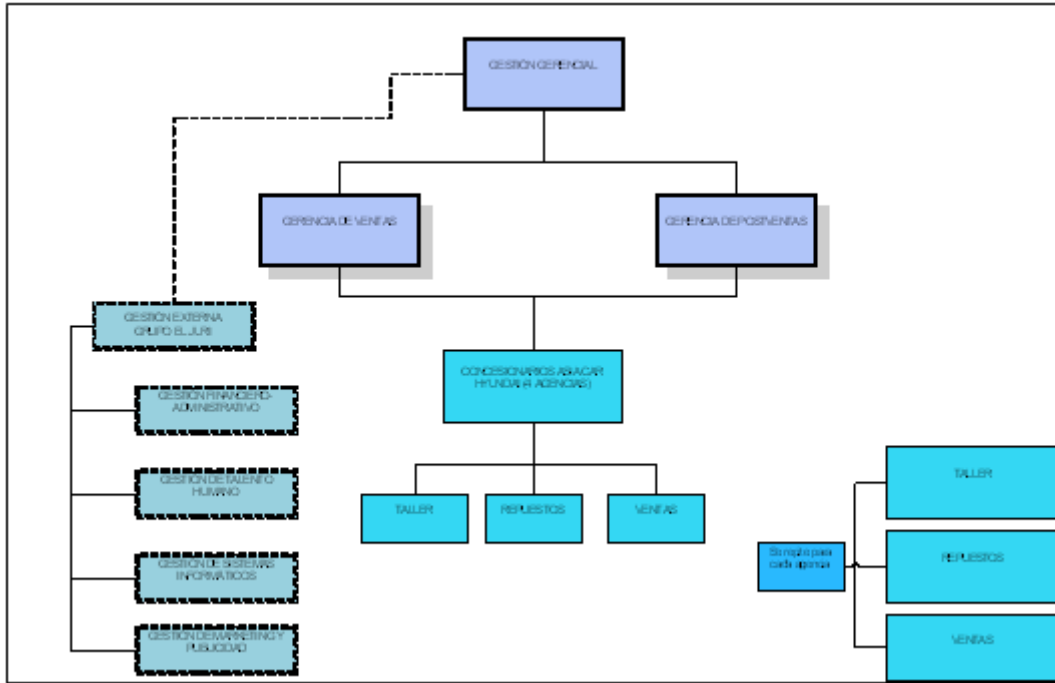 GESTIÓN GERENCIAL
GERENCIA DE VENTAS
GERENCIA DE POSTVENTAS
GESTIÓN EXTERNA
GRUPO EL JURI
CONCESIONARIOS ASIACAR
HYUNDAI (4 AGENCIAS)
GESTIÓN FINANCIERO-
ADMINISTRATIVO
GESTIÓN DE TALENTO
HUMANO
GESTIÓN DE SISTEMAS
INFORMÁTICOS
GESTIÓN DE MARKETING Y
PUBLICIDAD
TALLER
REPUESTOS
VENTAS
para
cada agencia
TALLER
REPUESTOS
VENTAS